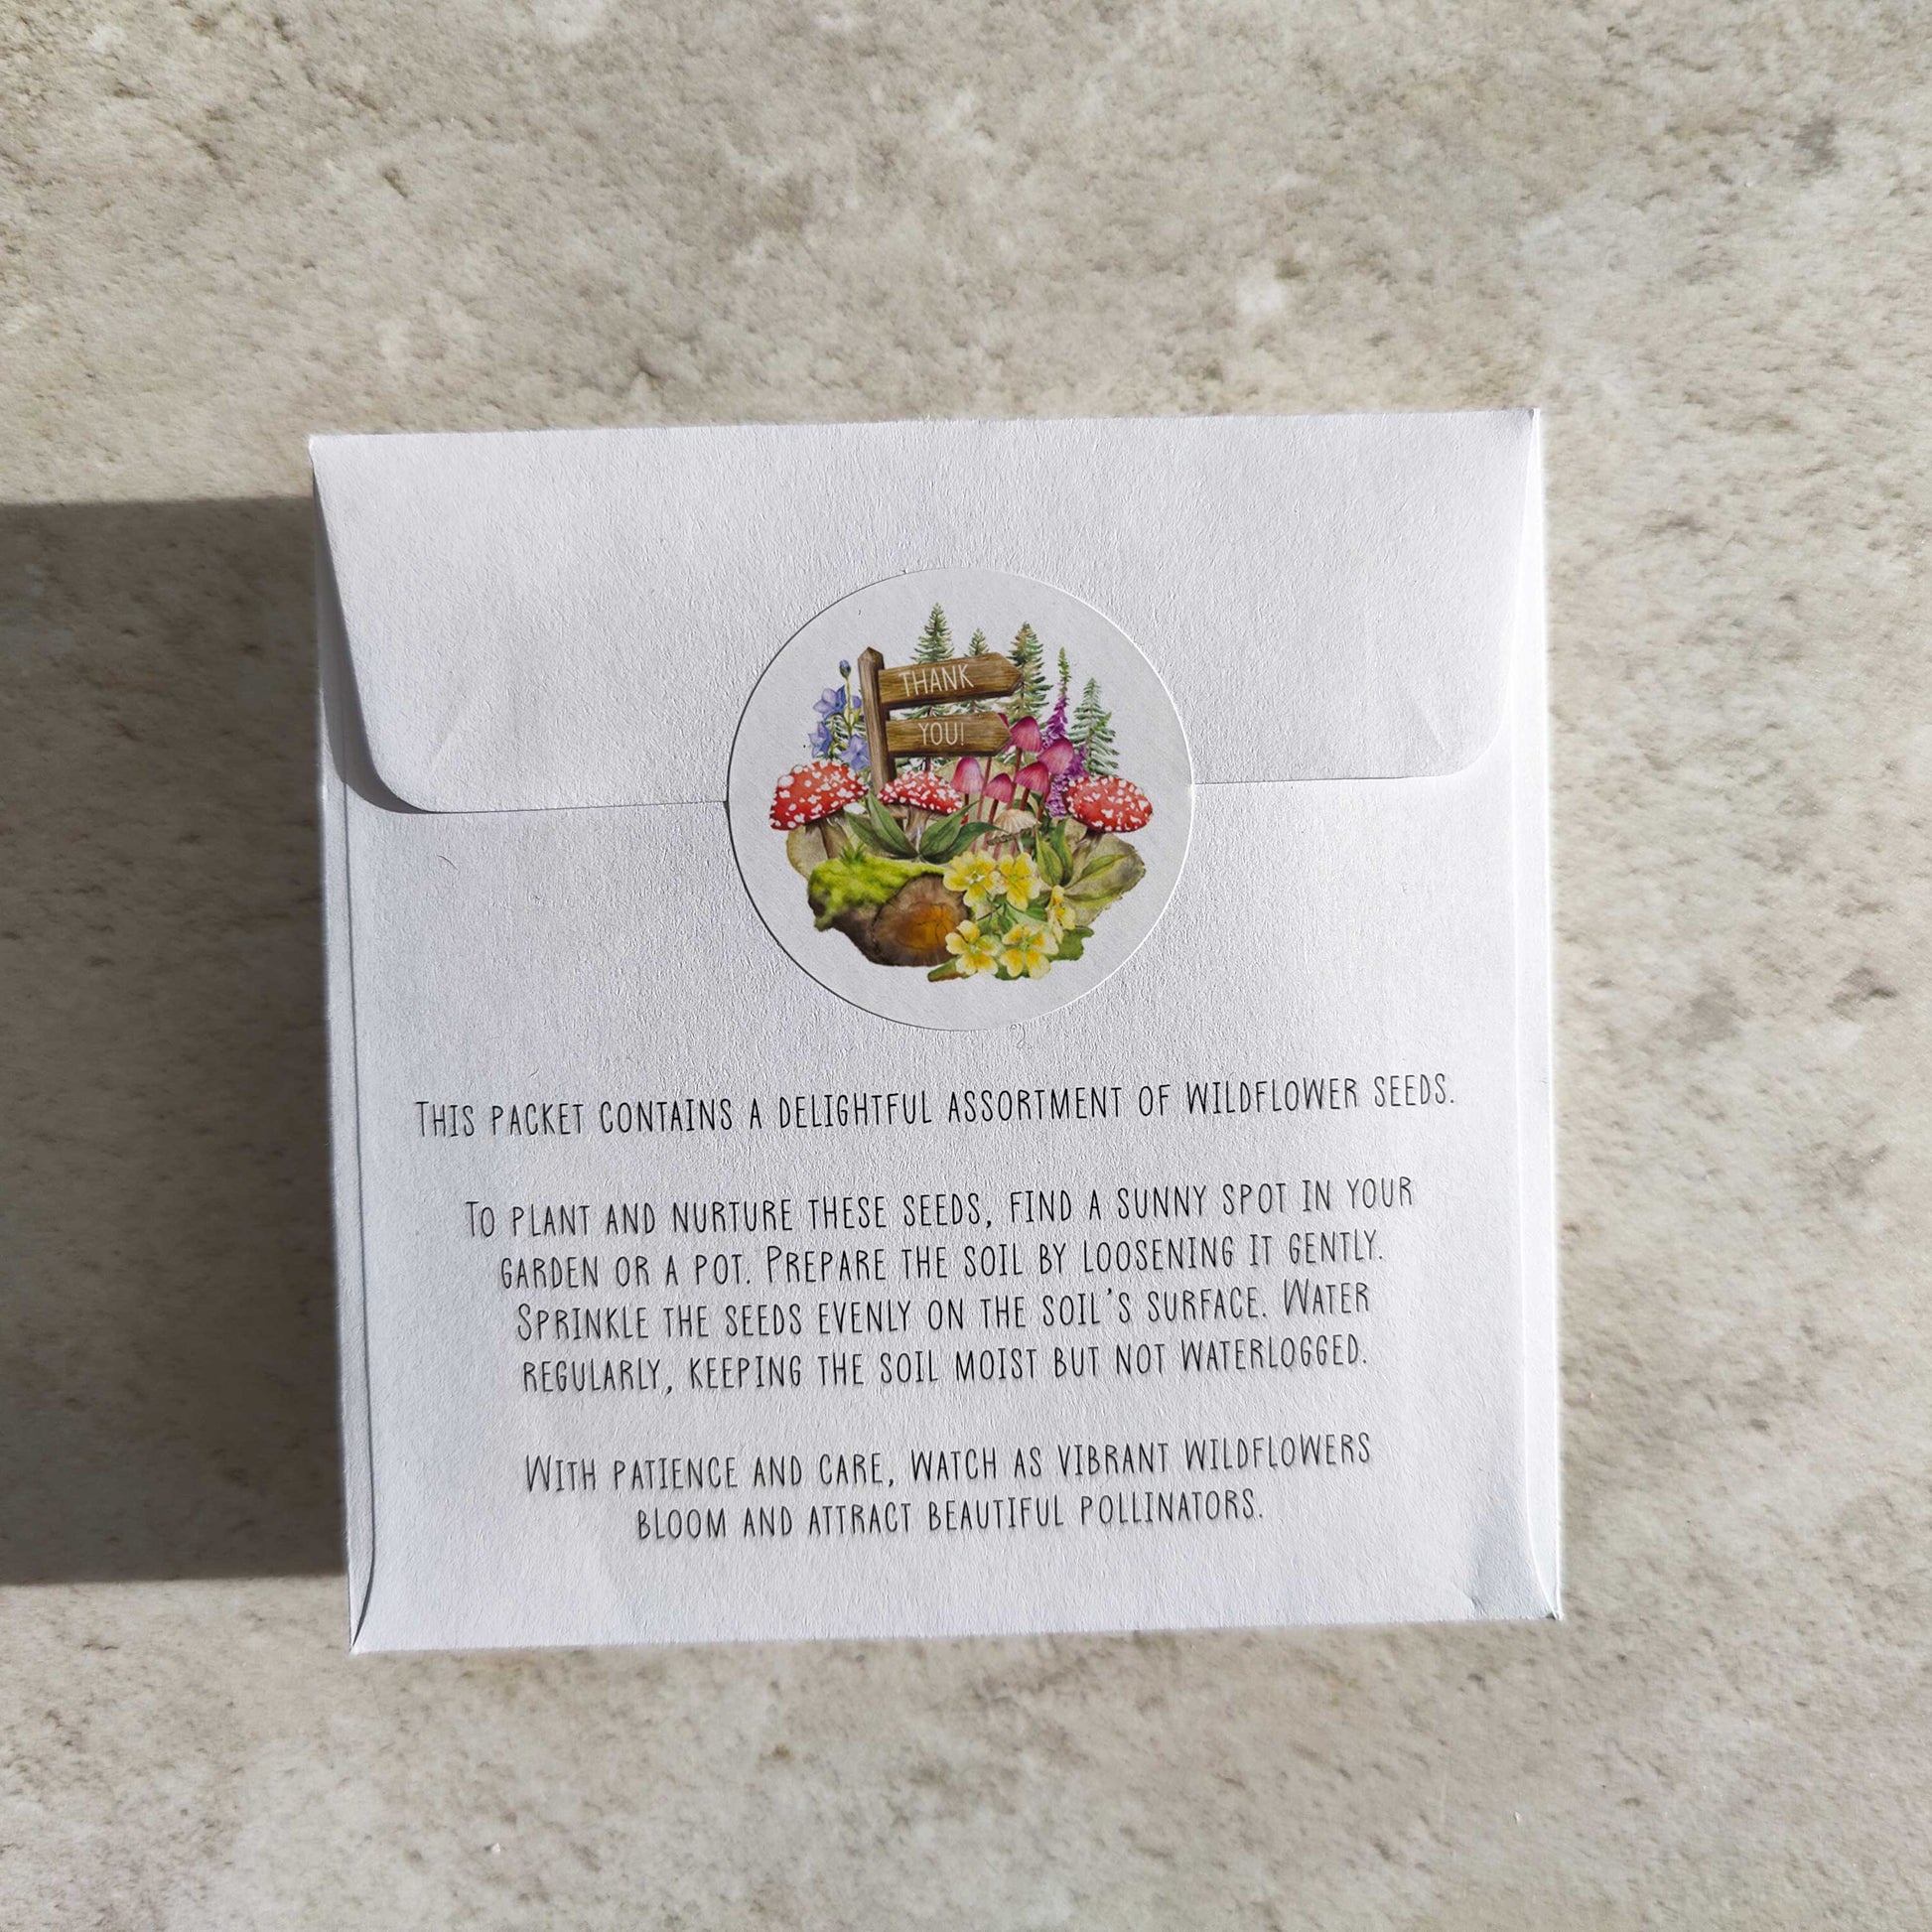 THANK
YOU!
THIS PACKET CONTAINS A DELIGHTFUL ASSORTMENT OF WILDFLOWER SEEDS.
TO PLANT AND NURTURE THESE SEEDS, FIND A SUNNY SPOT IN YOUR
GARDEN OR A POT. PREPARE THE SOIL BY LOOSENING IT GENTLY.
SPRINKLE THE SEEDS EVENLY ON THE SOIL'S SURFACE. WATER
REGULARLY, KEEPING THE SOIL MOIST BUT NOT WATERLOGGED.
WITH PATIENCE AND CARE, WATCH AS VIBRANT WILDFLOWERS
BLOOM AND ATTRACT BEAUTIFUL POLLINATORS.